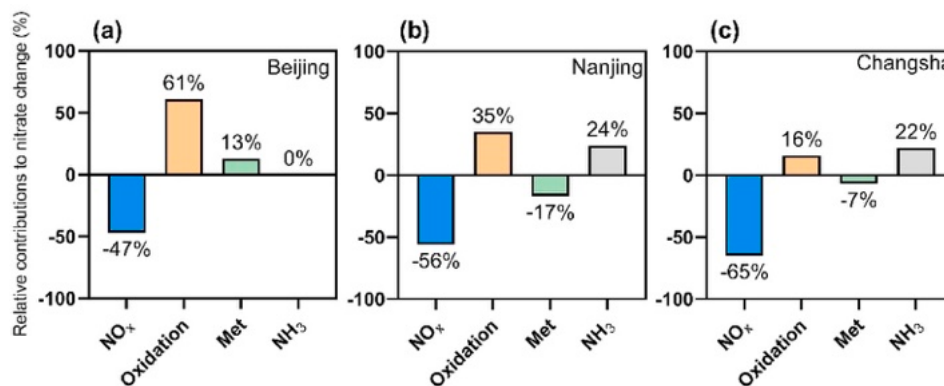 Relative contributions to nitrate change (%)
(a)
Beijing
100
50
0
-50
-100
-47%
61%
13%
0%
NOₓ
Oxidation
Met
NH₃
(b)
Nanjing
100
50
0
-50
-100
-56%
35%
-17%
24%
NOₓ
Oxidation
Met
NH₃
(c)
Changsha
100
50
0
-50
-100
-65%
16%
-7%
22%
NOₓ
Oxidation
Met
NH₃